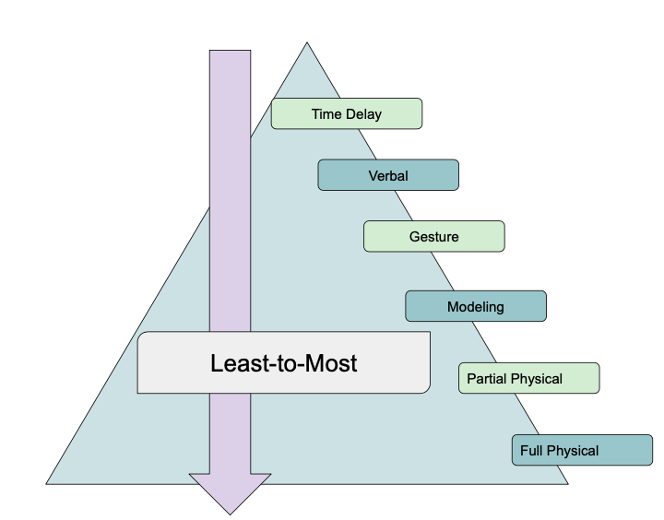 Time Delay
Verbal
Gesture
Modeling
Least-to-Most
Partial Physical
Full Physical